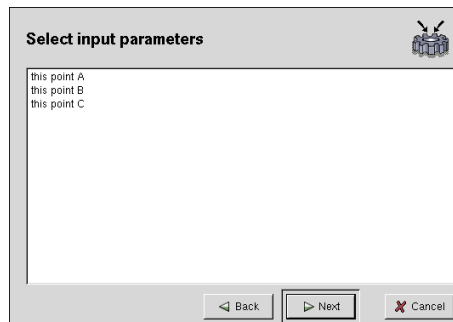 Select input parameters
this point A
this point B
this point C
Back Next Cancel